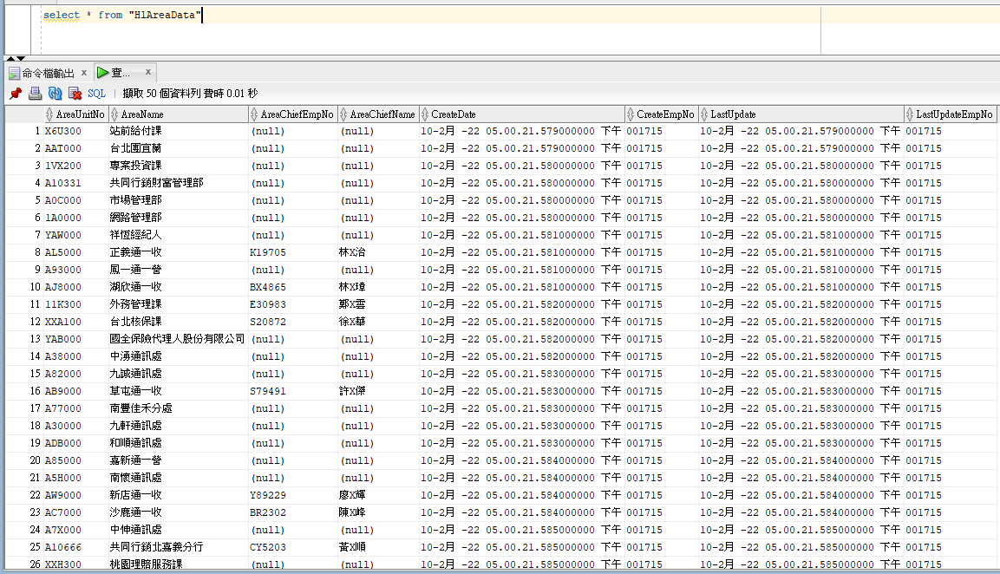 select * from "HlAreaData"
命令檔輸出 x 查... x
SQL | 擷取 50 個資料列 費時 0.01 秒
AreaUnitNo AreaName AreaChiefEmpNo AreaChiefName CreateDate CreateEmpNo LastUpdate LastUpdateEmpNo
1 X6U300 站前給付課 (null) (null) 10-2月 -22 05.00.21.579000000 下午 001715 10-2月 -22 05.00.21.579000000 下午 001715
2 AAT000 台北團宜蘭 (null) (null) 10-2月 -22 05.00.21.579000000 下午 001715 10-2月 -22 05.00.21.579000000 下午 001715
3 1VX200 專案投資課 (null) (null) 10-2月 -22 05.00.21.580000000 下午 001715 10-2月 -22 05.00.21.580000000 下午 001715
4 A10331 共同行銷財富管理部 (null) (null) 10-2月 -22 05.00.21.580000000 下午 001715 10-2月 -22 05.00.21.580000000 下午 001715
5 A0C000 市場管理部 (null) (null) 10-2月 -22 05.00.21.580000000 下午 001715 10-2月 -22 05.00.21.580000000 下午 001715
6 1A0000 網路管理部 (null) (null) 10-2月 -22 05.00.21.580000000 下午 001715 10-2月 -22 05.00.21.580000000 下午 001715
7 YAW000 祥恆經紀人 (null) (null) 10-2月 -22 05.00.21.581000000 下午 001715 10-2月 -22 05.00.21.581000000 下午 001715
8 AL5000 正義通一收 K19705 林X治 10-2月 -22 05.00.21.581000000 下午 001715 10-2月 -22 05.00.21.581000000 下午 001715
9 A93000 鳳一通一營 (null) (null) 10-2月 -22 05.00.21.581000000 下午 001715 10-2月 -22 05.00.21.581000000 下午 001715
10 AJ8000 湖欣通一收 BX4865 林X璋 10-2月 -22 05.00.21.581000000 下午 001715 10-2月 -22 05.00.21.581000000 下午 001715
11 11K300 外務管理課 E30983 鄭X雲 10-2月 -22 05.00.21.582000000 下午 001715 10-2月 -22 05.00.21.582000000 下午 001715
12 XXA100 台北核保課 S20872 徐X華 10-2月 -22 05.00.21.582000000 下午 001715 10-2月 -22 05.00.21.582000000 下午 001715
13 YAB000 國全保險代理人股份有限公司 (null) (null) 10-2月 -22 05.00.21.582000000 下午 001715 10-2月 -22 05.00.21.582000000 下午 001715
14 A38000 中湧通訊處 (null) (null) 10-2月 -22 05.00.21.582000000 下午 001715 10-2月 -22 05.00.21.582000000 下午 001715
15 A82000 九誠通訊處 (null) (null) 10-2月 -22 05.00.21.583000000 下午 001715 10-2月 -22 05.00.21.583000000 下午 001715
16 AB9000 草屯通一收 S79491 許X傑 10-2月 -22 05.00.21.583000000 下午 001715 10-2月 -22 05.00.21.583000000 下午 001715
17 A77000 南豐佳禾分處 (null) (null) 10-2月 -22 05.00.21.583000000 下午 001715 10-2月 -22 05.00.21.583000000 下午 001715
18 A30000 九軒通訊處 (null) (null) 10-2月 -22 05.00.21.583000000 下午 001715 10-2月 -22 05.00.21.583000000 下午 001715
19 ADB000 和順通訊處 (null) (null) 10-2月 -22 05.00.21.583000000 下午 001715 10-2月 -22 05.00.21.583000000 下午 001715
20 A85000 嘉新通一營 (null) (null) 10-2月 -22 05.00.21.584000000 下午 001715 10-2月 -22 05.00.21.584000000 下午 001715
21 A5H000 南懷通訊處 (null) (null) 10-2月 -22 05.00.21.584000000 下午 001715 10-2月 -22 05.00.21.584000000 下午 001715
22 AW9000 新店通一收 Y89229 廖X輝 10-2月 -22 05.00.21.584000000 下午 001715 10-2月 -22 05.00.21.584000000 下午 001715
23 AC7000 沙鹿通一收 BR2302 陳X峰 10-2月 -22 05.00.21.584000000 下午 001715 10-2月 -22 05.00.21.584000000 下午 001715
24 A7X000 中伸通訊處 (null) (null) 10-2月 -22 05.00.21.585000000 下午 001715 10-2月 -22 05.00.21.585000000 下午 001715
25 A10666 共同行銷北嘉義分行 CY5203 黃X順 10-2月 -22 05.00.21.585000000 下午 001715 10-2月 -22 05.00.21.585000000 下午 001715
26 XXH300 桃園理賠服務課 (null) (null) 10-2月 -22 05.00.21.585000000 下午 001715 10-2月 -22 05.00.21.585000000 下午 001715